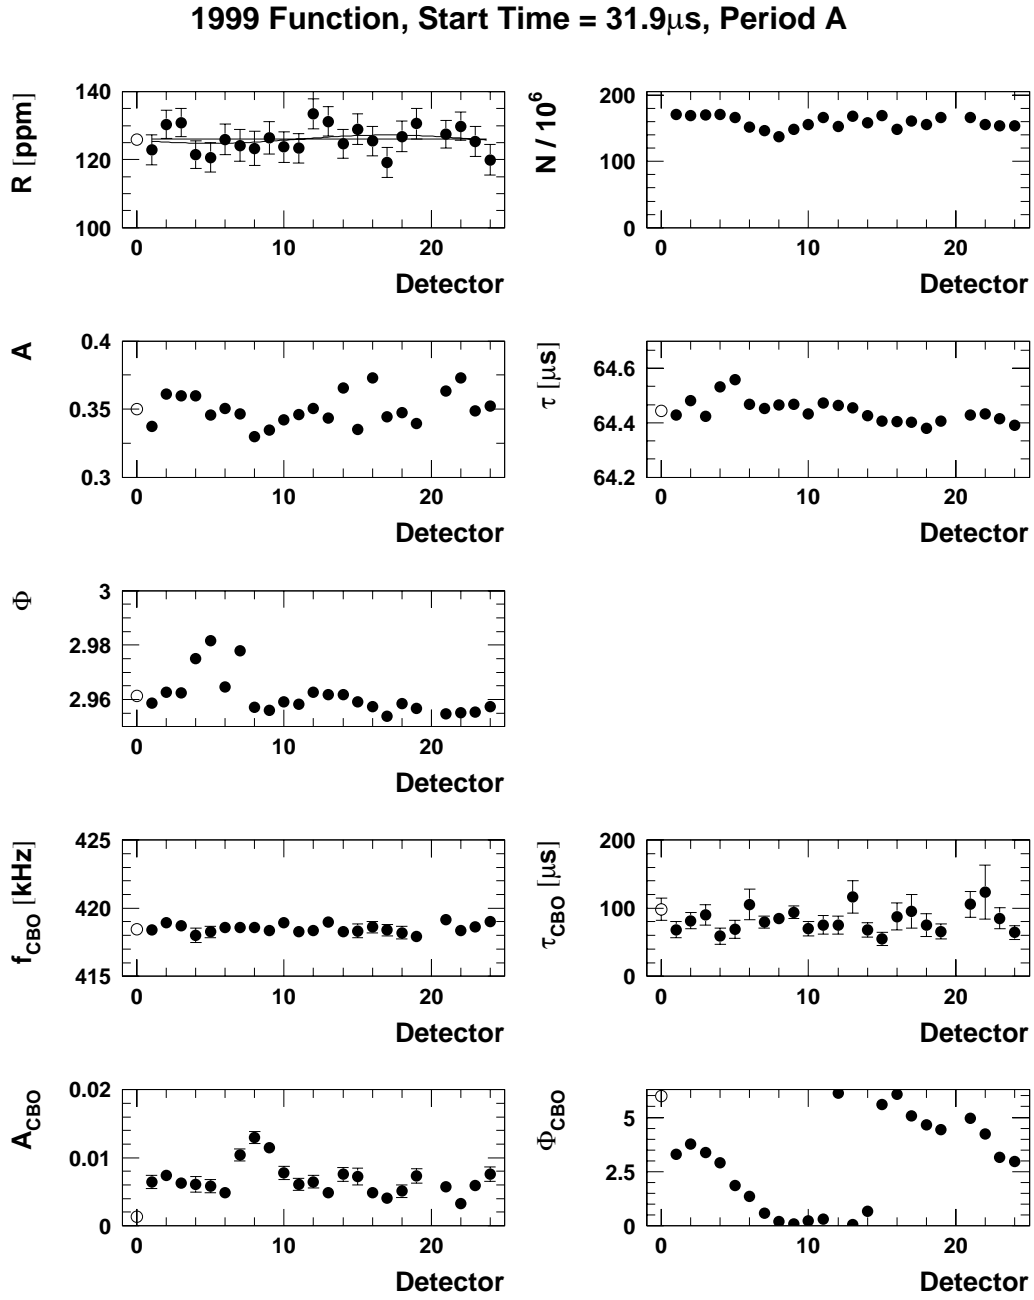 1999 Function, Start Time = 31.9μs, Period A
R [ppm]
140
120
100
0 10 20
Detector
N / 10^6
200
100
0
0 10 20
Detector
A
0.4
0.35
0.3
0 10 20
Detector
τ [μs]
64.6
64.4
64.2
0 10 20
Detector
Φ
3
2.98
2.96
0 10 20
Detector
f_CBO [kHz]
425
420
415
0 10 20
Detector
τ_CBO [μs]
200
100
0
0 10 20
Detector
A_CBO
0.02
0.01
0
0 10 20
Detector
Φ_CBO
5
2.5
0
0 10 20
Detector